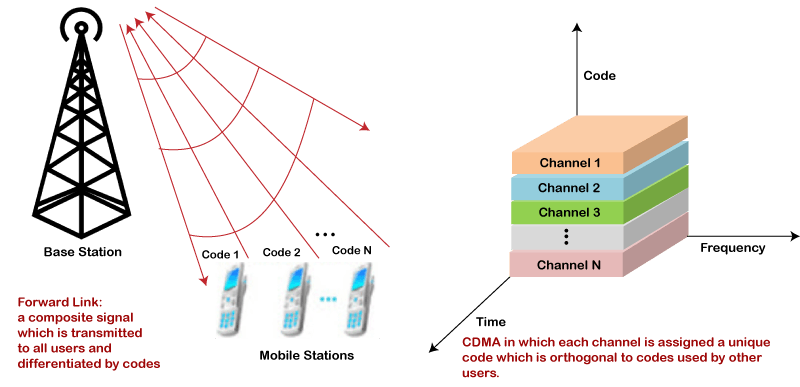 Base Station
Code 1
Code 2
Code N
...
...
Mobile Stations
Forward Link:
a composite signal
which is transmitted
to all users and
differentiated by codes
Code
Channel 1
Channel 2
Channel 3
Channel N
Frequency
Time
CDMA in which each channel is assigned a unique
code which is orthogonal to codes used by other
users.